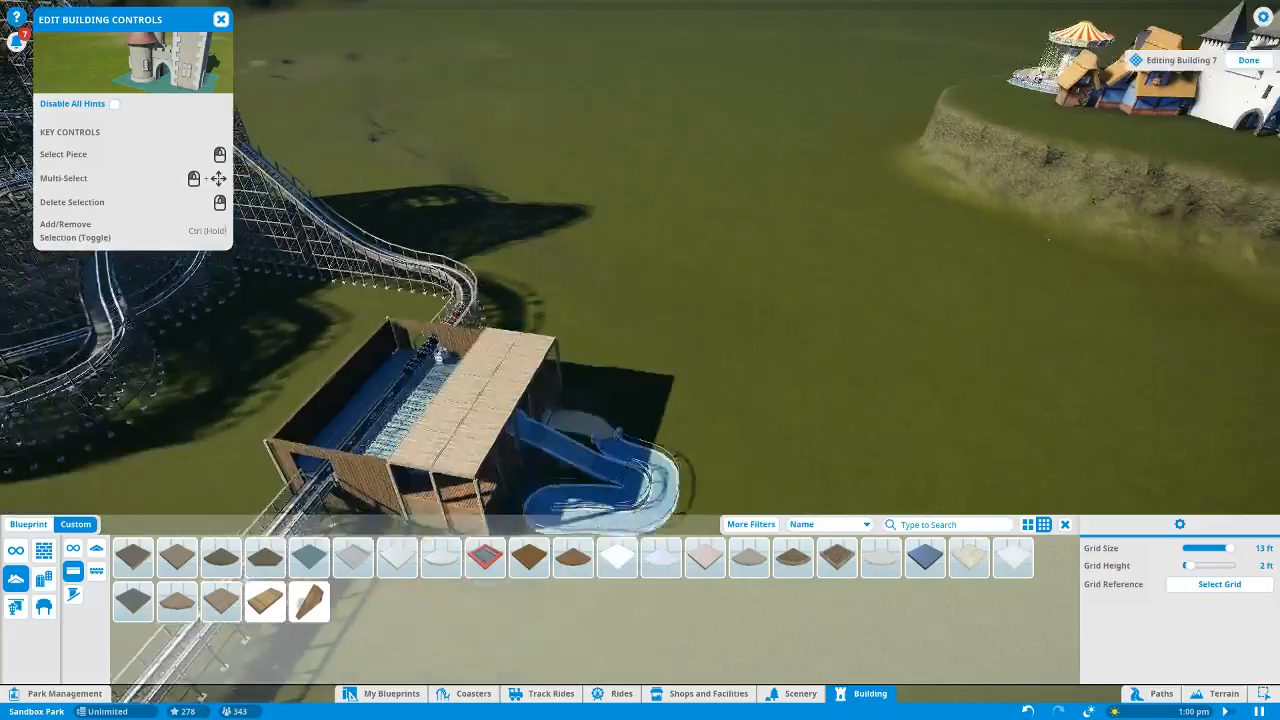 EDIT BUILDING CONTROLS
?
7
Disable All Hints
KEY CONTROLS
Select Piece
Multi-Select
+
Delete Selection
Add/Remove
Selection (Toggle)
Ctrl (Hold)
Editing Building 7
Done
Blueprint
Custom
More Filters
Name
Type to Search
Grid Size
13 ft
Grid Height
2 ft
Grid Reference
Select Grid
Park Management
My Blueprints
Coasters
Track Rides
Rides
Shops and Facilities
Scenery
Building
Paths
Terrain
Sandbox Park
Unlimited
278
343
1:00 pm